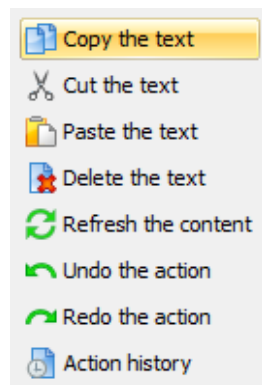 Copy the text
Cut the text
Paste the text
Delete the text
Refresh the content
Undo the action
Redo the action
Action history